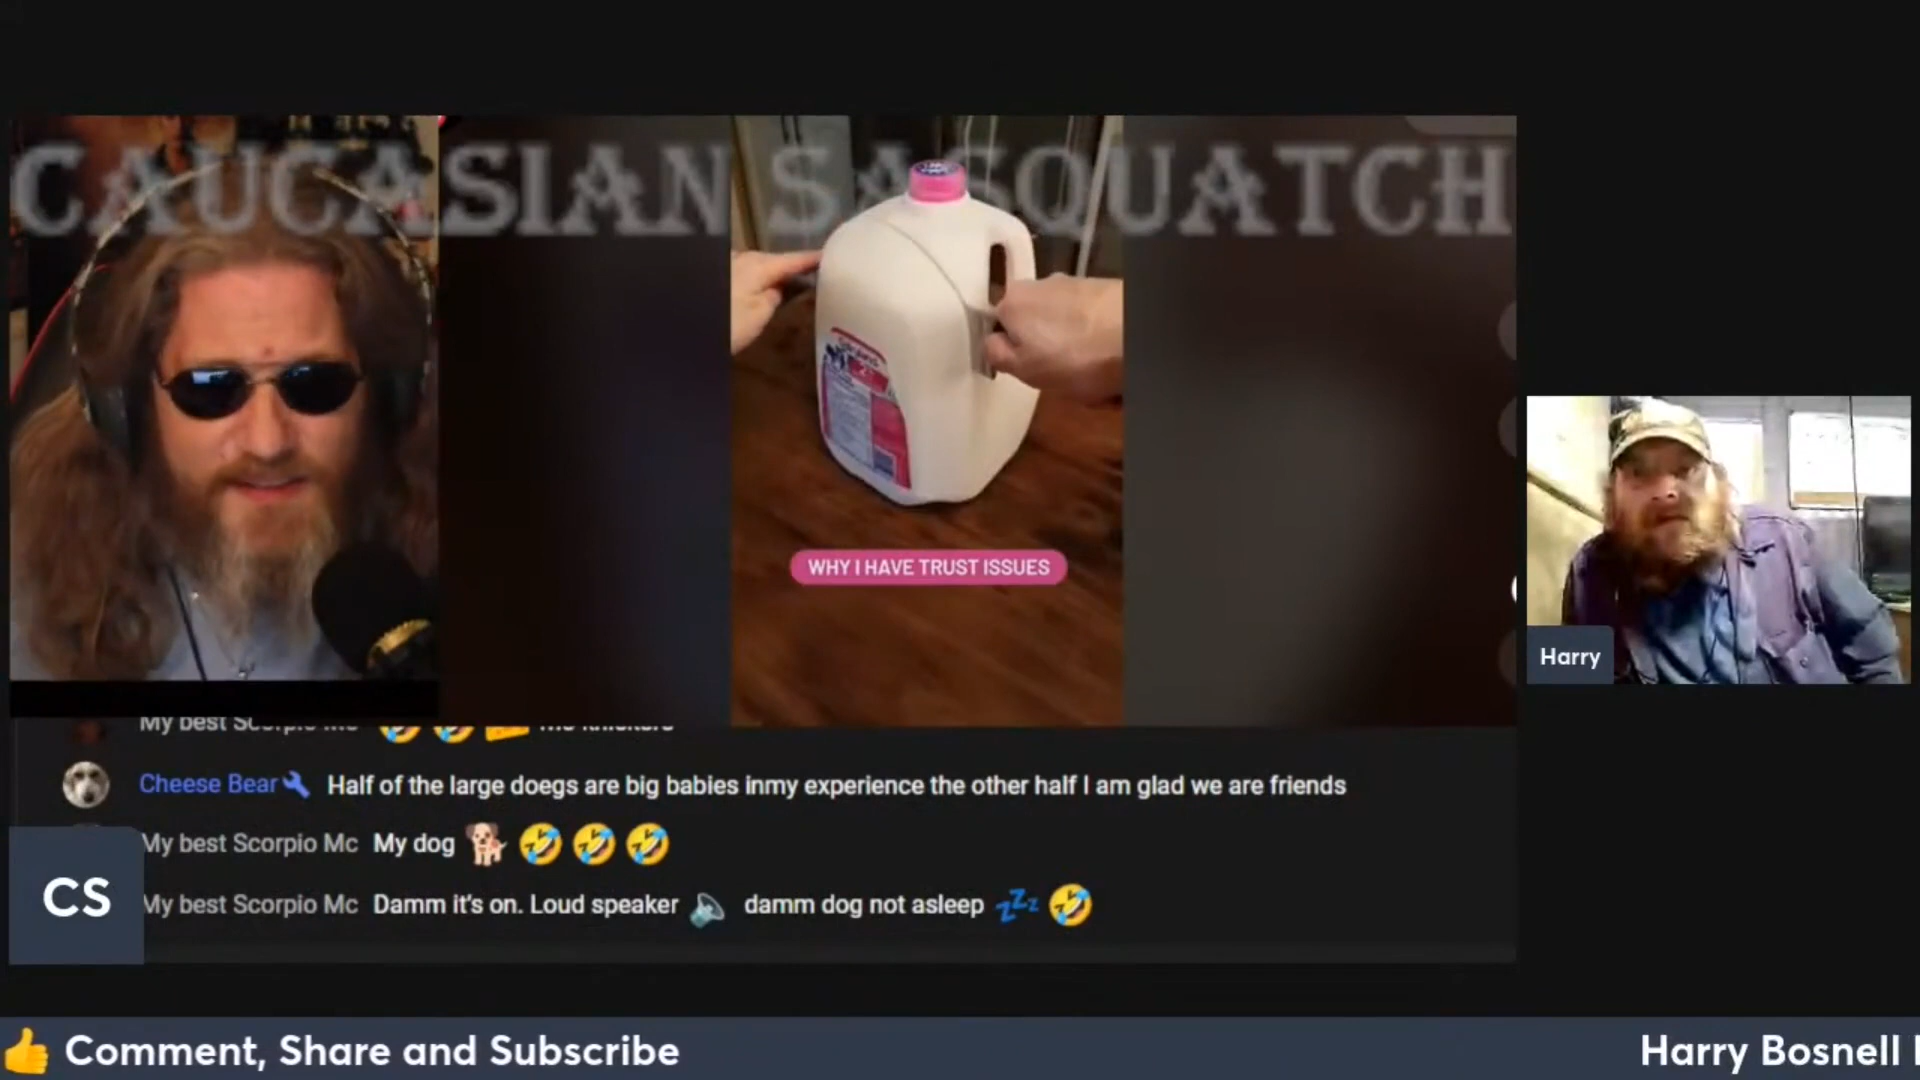 CAUCASIAN SASQUATCH
WHY I HAVE TRUST ISSUES
Harry
My best
Cheese Bear Half of the large doegs are big babies inmy experience the other half I am glad we are friends
My best Scorpio Mc My dog
CS
My best Scorpio Mc Damm it's on. Loud speaker damm dog not asleep
Comment, Share and Subscribe
Harry Bosnell